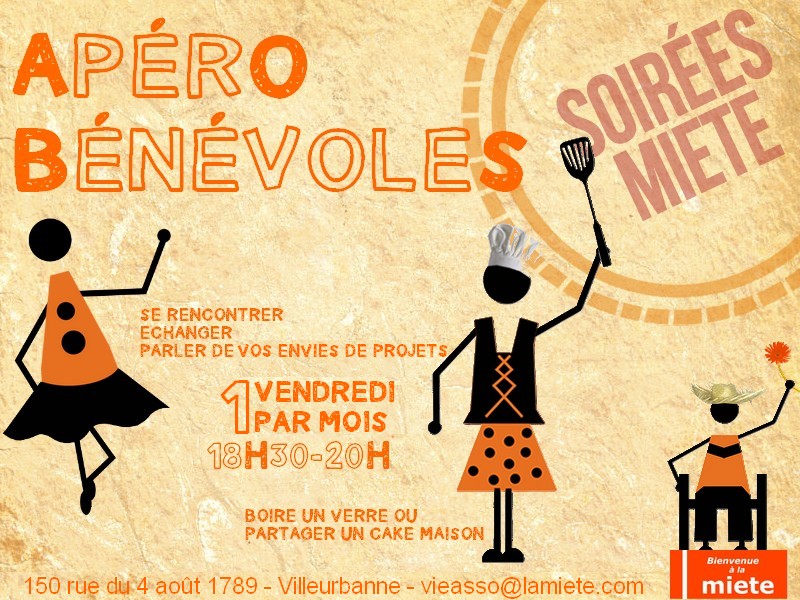 APÉRO
BÉNÉVOLES
SOIRÉES
MIETE
SE RENCONTRER
ECHANGER
PARLER DE VOS ENVIES DE PROJETS
1 VENDREDI
PAR MOIS
18H30-20H
BOIRE UN VERRE OU
PARTAGER UN CAKE MAISON
Bienvenue
à la
miete
150 rue du 4 août 1789 - Villeurbanne - vieasso@lamiete.com